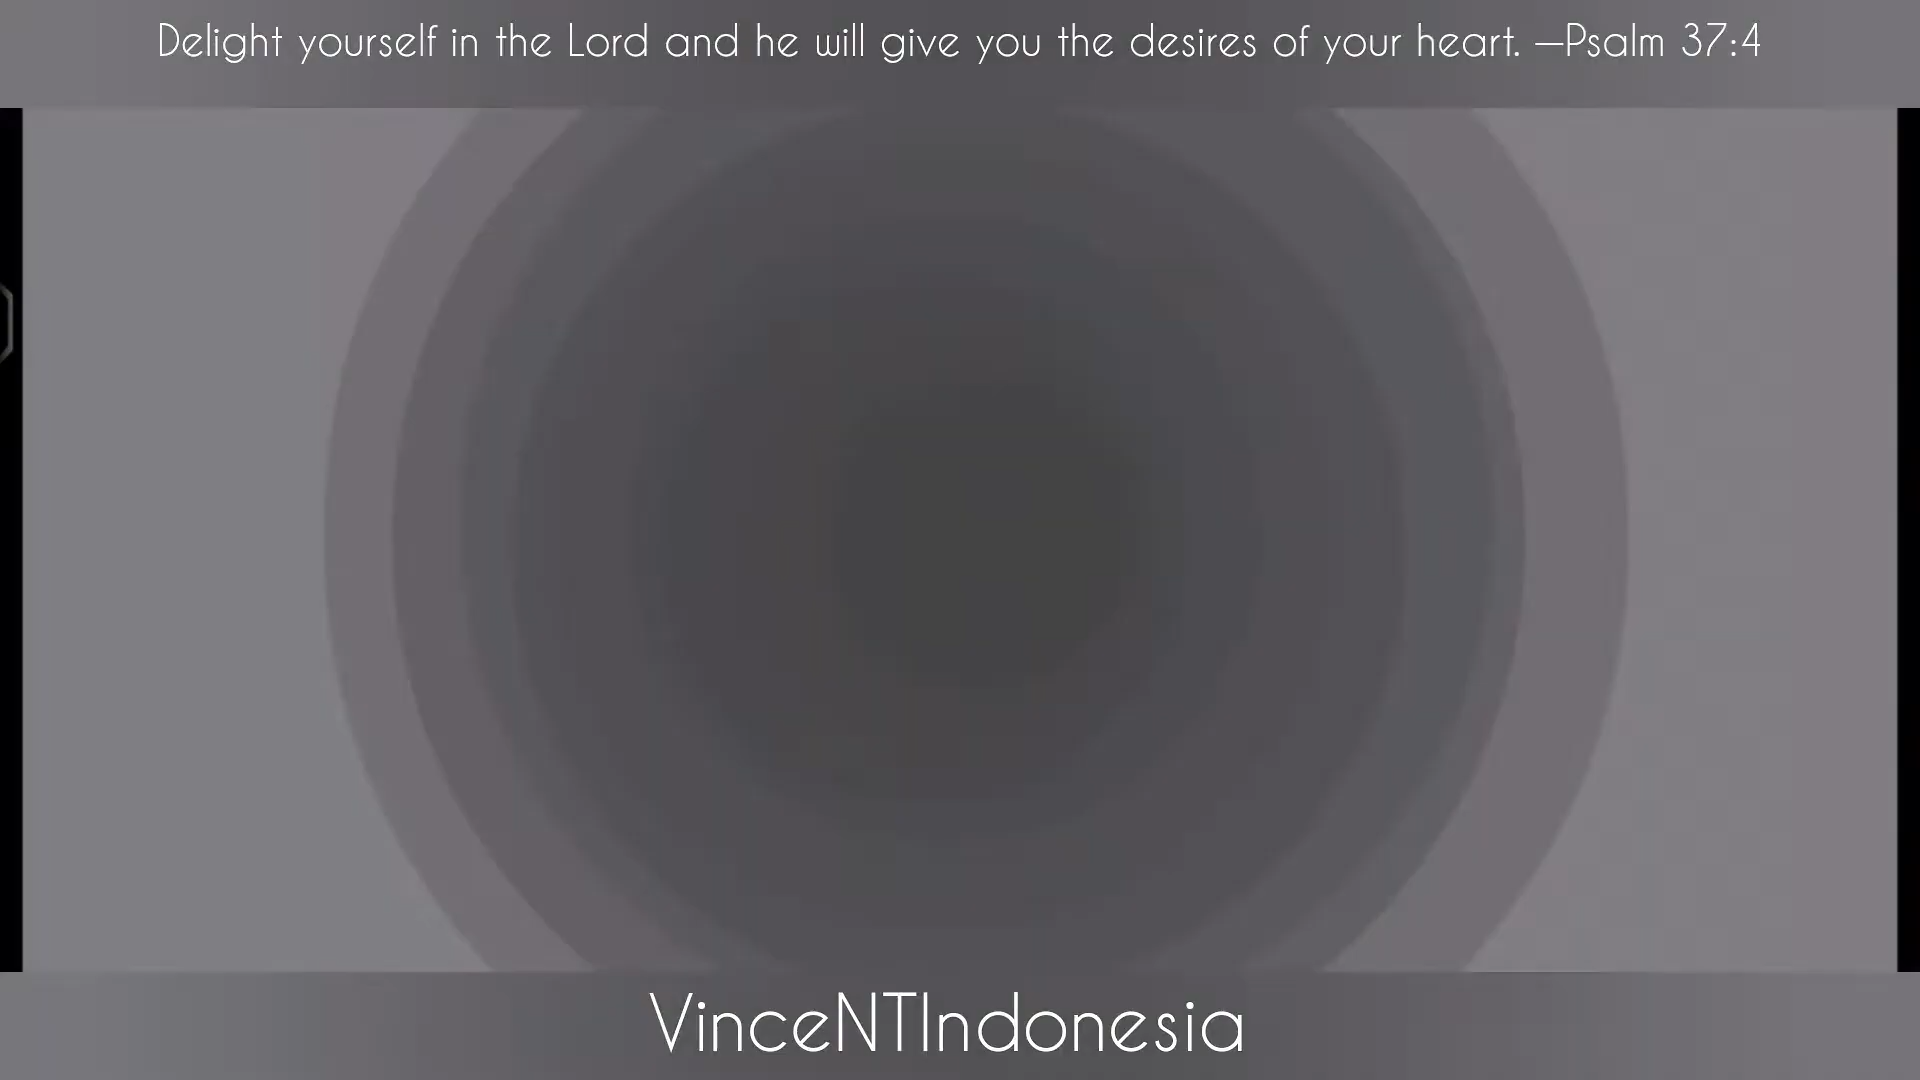 Delight yourself in the Lord and he will give you the desires of your heart. —Psalm 37:4
VinceNTIndonesia